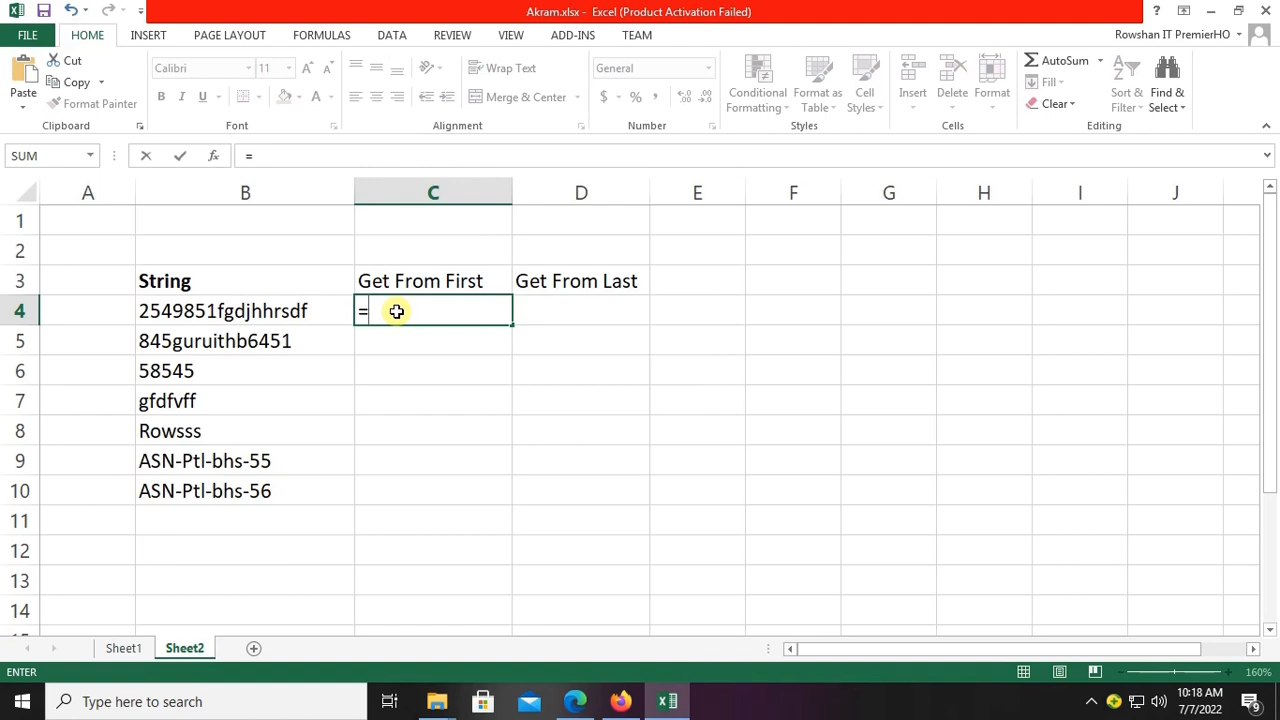 Akram.xlsx - Excel (Product Activation Failed)
FILE HOME INSERT PAGE LAYOUT FORMULAS DATA REVIEW VIEW ADD-INS TEAM Rowshan IT PremierHO
Paste Cut Copy Format Painter
Calibri 11
B I U
Wrap Text
Merge & Center
General
$ % ,
Conditional Formatting
Format as Table
Cell Styles
Insert Delete Format
AutoSum
Fill
Clear
Sort & Filter
Find & Select
Clipboard Font Alignment Number Styles Cells Editing
SUM fx =
A B C D E F G H I J
1
2
3 String Get From First Get From Last
4 2549851fgdjhhrsdf =
5 845guruithb6451
6 58545
7 gfdfvff
8 Rowsss
9 ASN-Ptl-bhs-55
10 ASN-Ptl-bhs-56
11
12
13
14
Sheet1 Sheet2
ENTER 160%
Type here to search
10:18 AM
7/7/2022
9